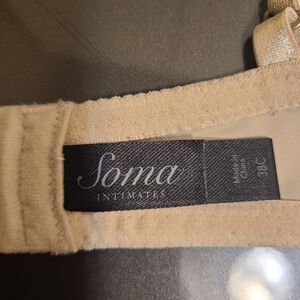 Soma
INTIMATES
Made in
China
38C